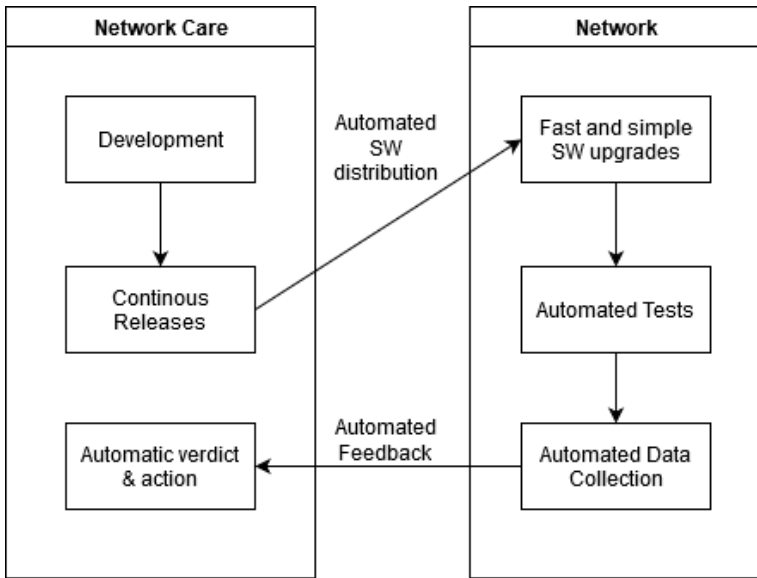 Network Care
Network
Development
Automated
SW
distribution
Fast and simple
SW upgrades
Continous
Releases
Automated Tests
Automatic verdict
& action
Automated
Feedback
Automated Data
Collection